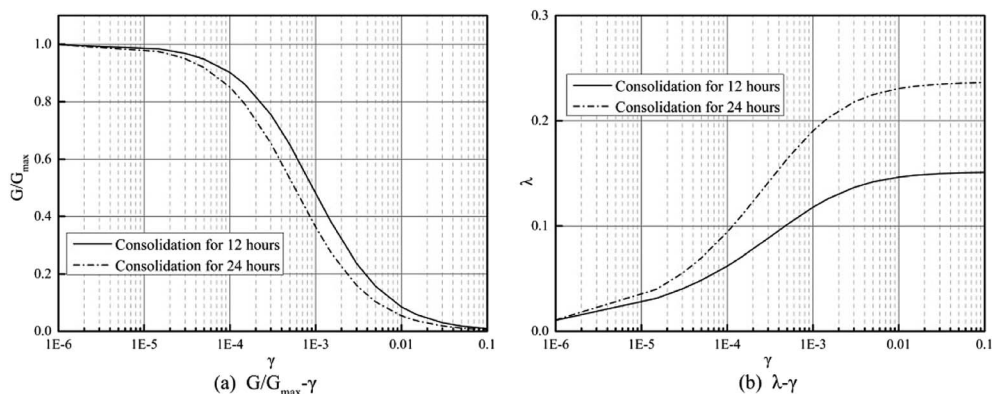 1.0
0.8
0.6
0.4
0.2
0.0
G/Gmax
Consolidation for 12 hours
Consolidation for 24 hours
1E-6 1E-5 1E-4 1E-3 0.01 0.1
γ
(a) G/Gmax-γ
0.3
0.2
0.1
0.0
λ
Consolidation for 12 hours
Consolidation for 24 hours
1E-6 1E-5 1E-4 1E-3 0.01 0.1
γ
(b) λ-γ